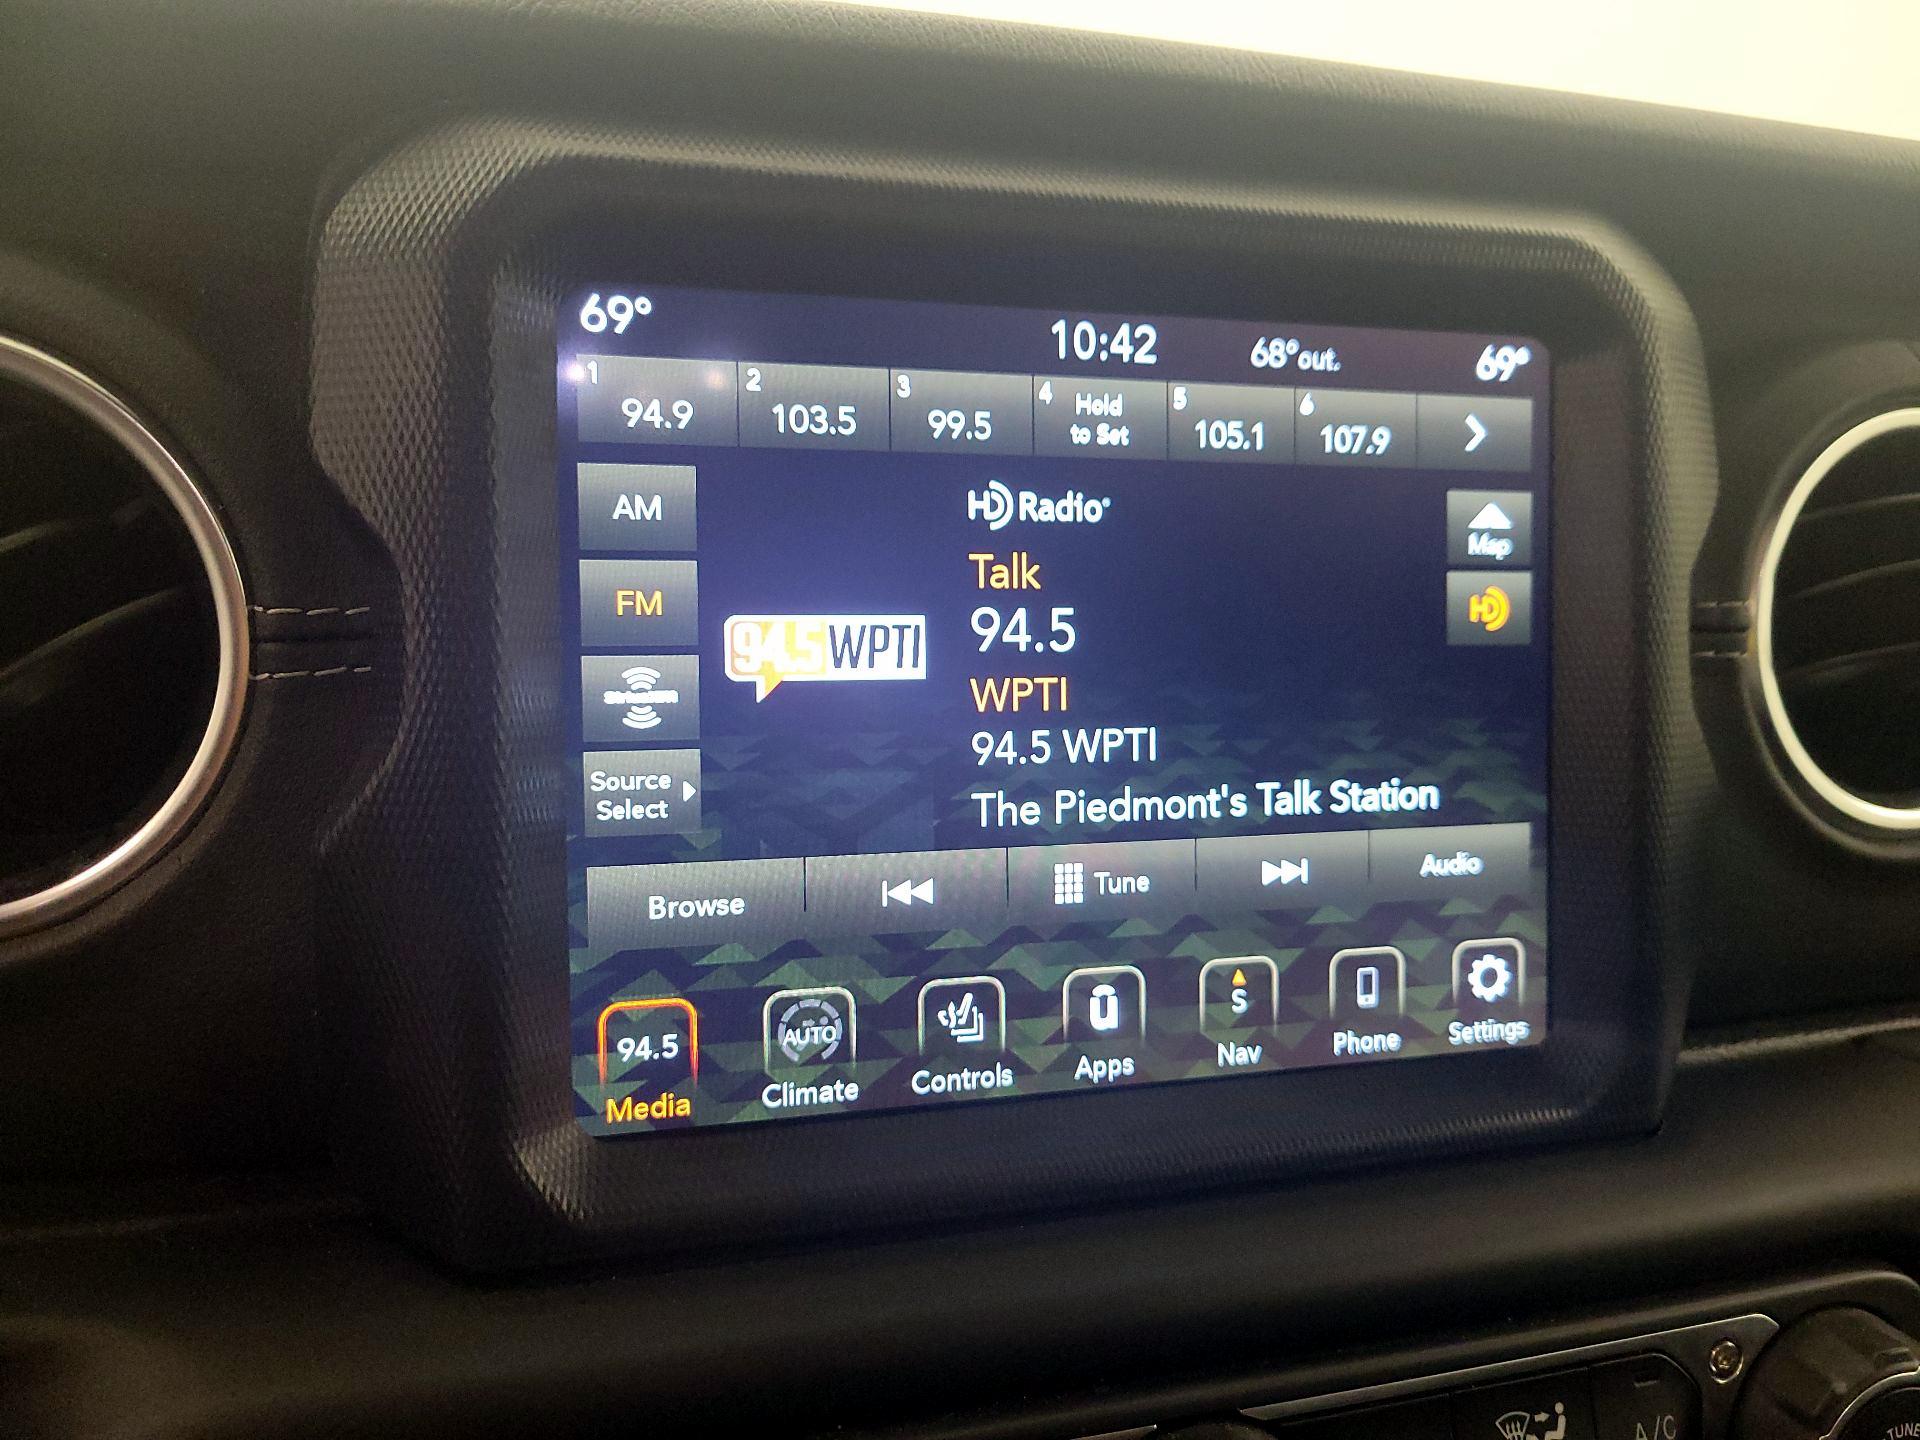 69°
10:42
68° out.
69°
1
94.9
2
103.5
3
99.5
4
Hold
to Set
5
105.1
6
107.9
AM
FM
SiriusXM
Source
Select
94.5 WPTI
HD Radio
Talk
94.5
WPTI
94.5 WPTI
The Piedmont's Talk Station
Map
HD
Browse
Tune
Audio
94.5
Media
AUTO
Climate
Controls
Apps
S
Nav
Phone
Settings
A/C
TUNE